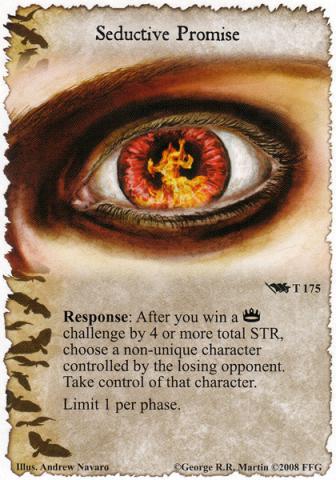 Seductive Promise
T 175
Response: After you win a
challenge by 4 or more total STR,
choose a non-unique character
controlled by the losing opponent.
Take control of that character.
Limit 1 per phase.
Illus. Andrew Navaro ©George R.R. Martin ©2008 FFG